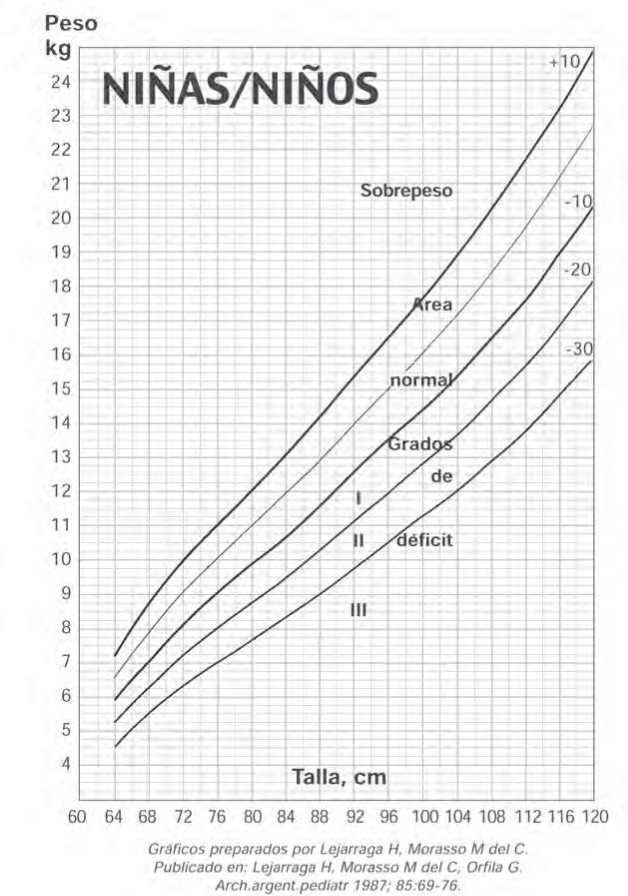 Peso
kg
NIÑAS/NIÑOS
+10
24
23
22
Sobrepeso
21
-10
20
19
-20
18
Area
17
16
-30
normal
15
14
Grados
13
de
12
I
11
II déficit
10
9
III
8
7
6
5
4
Talla, cm
60 64 68 72 76 80 84 88 92 96 100 104 108 112 116 120
Gráficos preparados por Lejarraga H, Morasso M del C.
Publicado en: Lejarraga H, Morasso M del C, Orfila G.
Arch.argent.pediatr 1987; 85:69-76.